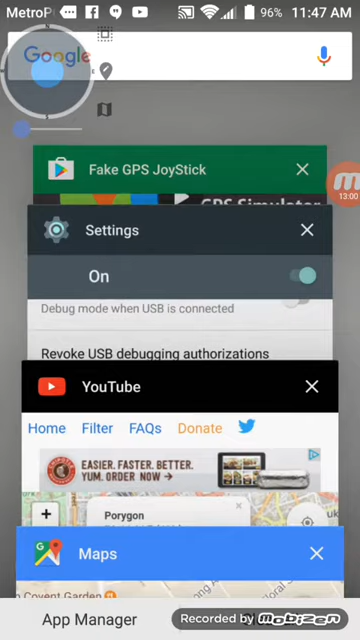 MetroP
96%
11:47 AM
Google
Fake GPS JoyStick
13:00
GPS Simulator
Settings
On
Debug mode when USB is connected
Revoke USB debugging authorizations
YouTube
Home Filter FAQs Donate
EASIER. FASTER. BETTER.
YUM. ORDER NOW →
+
Porygon
Maps
Covent Garden
App Manager
Recorded by MOBIZEN